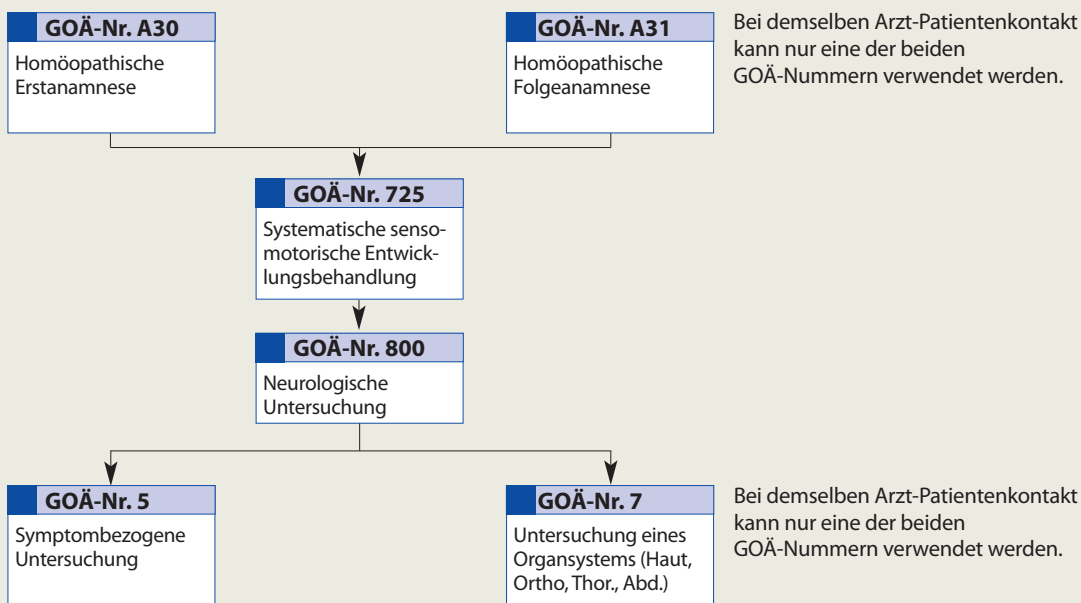 GOÄ-Nr. A30
Homöopathische
Erstanamnese
GOÄ-Nr. A31
Homöopathische
Folgeanamnese
Bei demselben Arzt-Patientenkontakt
kann nur eine der beiden
GOÄ-Nummern verwendet werden.
GOÄ-Nr. 725
Systematische senso-
motorische Entwick-
lungsbehandlung
GOÄ-Nr. 800
Neurologische
Untersuchung
GOÄ-Nr. 5
Symptombezogene
Untersuchung
GOÄ-Nr. 7
Untersuchung eines
Organsystems (Haut,
Ortho, Thor., Abd.)
Bei demselben Arzt-Patientenkontakt
kann nur eine der beiden
GOÄ-Nummern verwendet werden.